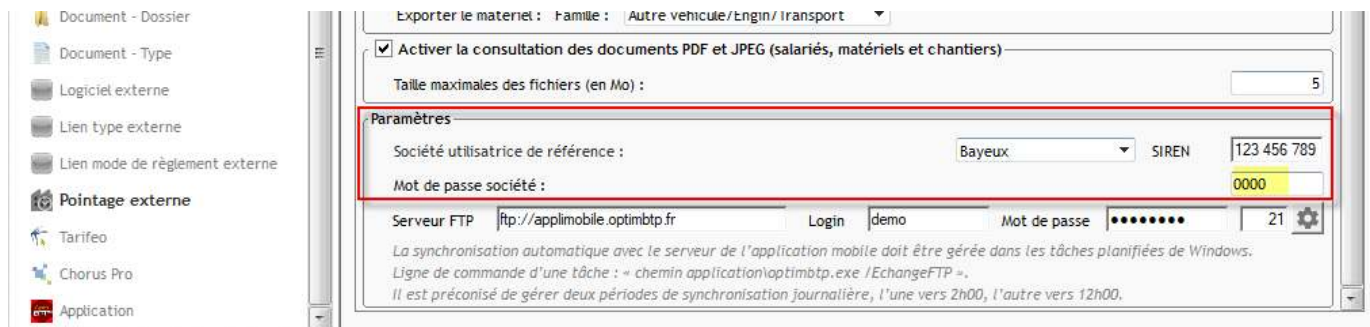 Document - Dossier
Document - Type
Logiciel externe
Lien type externe
Lien mode de règlement externe
Pointage externe
Tarifeo
Chorus Pro
Application
Exporter le matériel : Famille : Autre véhicule/Engin/Transport
Activer la consultation des documents PDF et JPEG (salariés, matériels et chantiers)
Taille maximales des fichiers (en Mo) : 5
Paramètres
Société utilisatrice de référence : Bayeux SIREN 123 456 789
Mot de passe société : 0000
Serveur FTP ftp://applimobile.optimbtp.fr Login demo Mot de passe •••••••• 21
La synchronisation automatique avec le serveur de l'application mobile doit être gérée dans les tâches planifiées de Windows.
Ligne de commande d'une tâche : « chemin application\optimbtp.exe /EchangeFTP ».
Il est préconisé de gérer deux périodes de synchronisation journalière, l'une vers 2h00, l'autre vers 12h00.